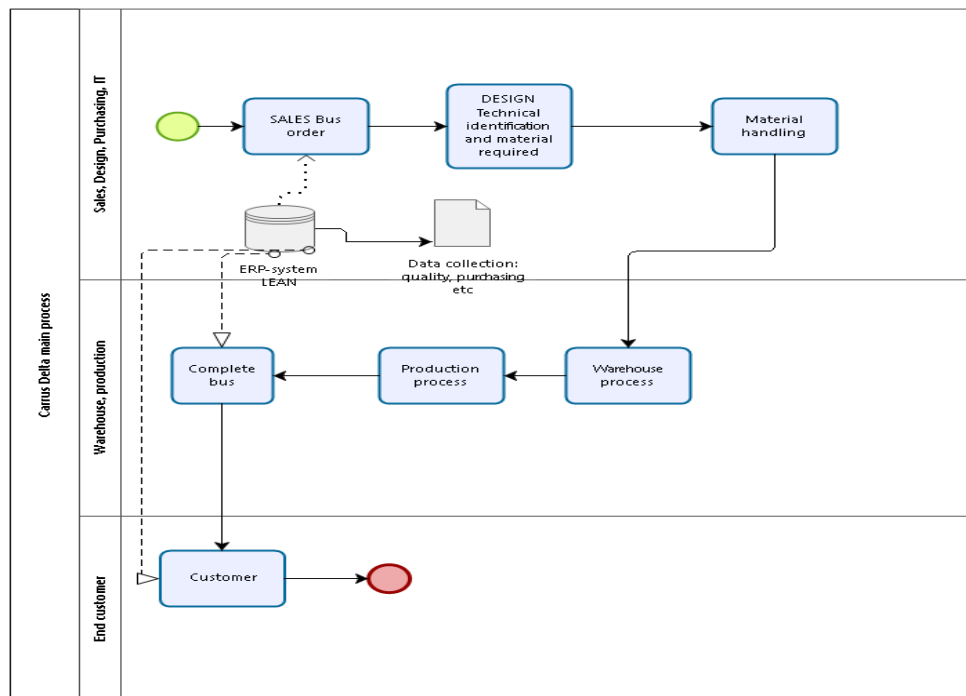 Carrus Delta main process
Sales, Design, Purchasing, IT
SALES Bus
order
DESIGN
Technical
identification
and material
required
Material
handling
ERP-system
LEAN
Data collection:
quality, purchasing
etc
Warehouse, production
Complete
bus
Production
process
Warehouse
process
End customer
Customer